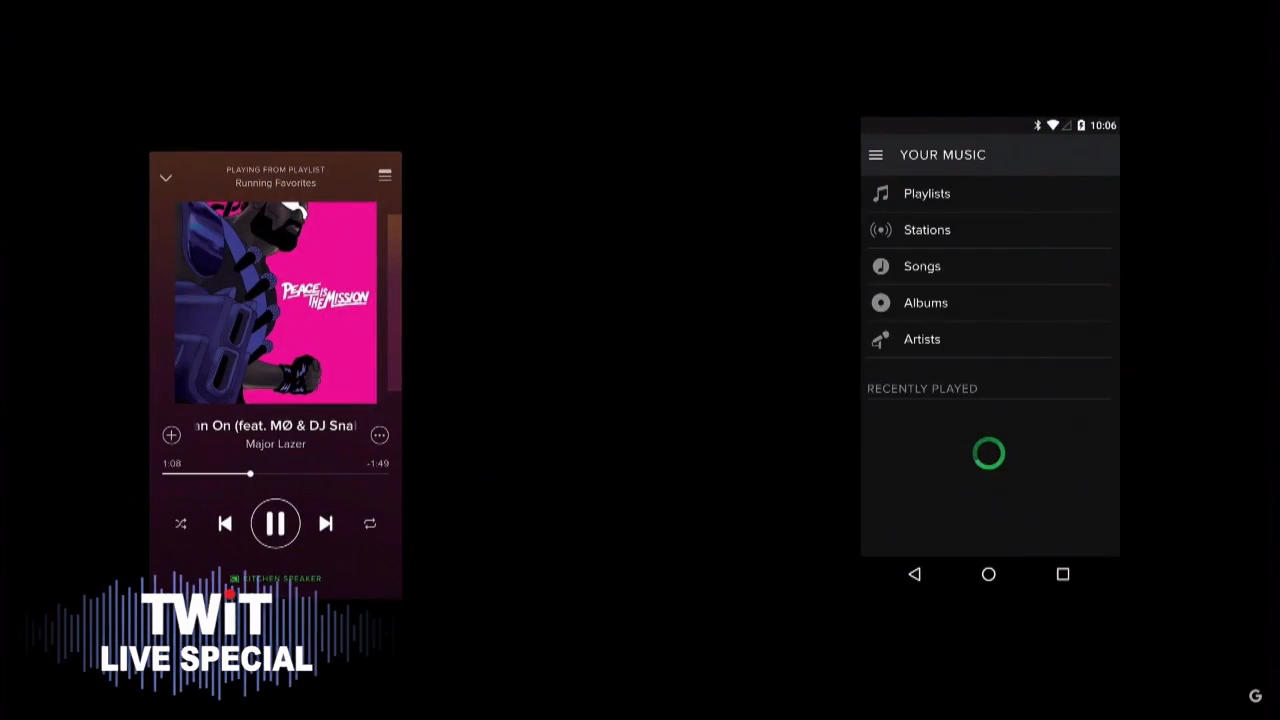 PLAYING FROM PLAYLIST
Running Favorites
PEACE IS
THE MISSION
an On (feat. MØ & DJ Sna
Major Lazer
1:08
-1:49
KITCHEN SPEAKER
TWiT
LIVE SPECIAL
10:06
YOUR MUSIC
Playlists
Stations
Songs
Albums
Artists
RECENTLY PLAYED
G